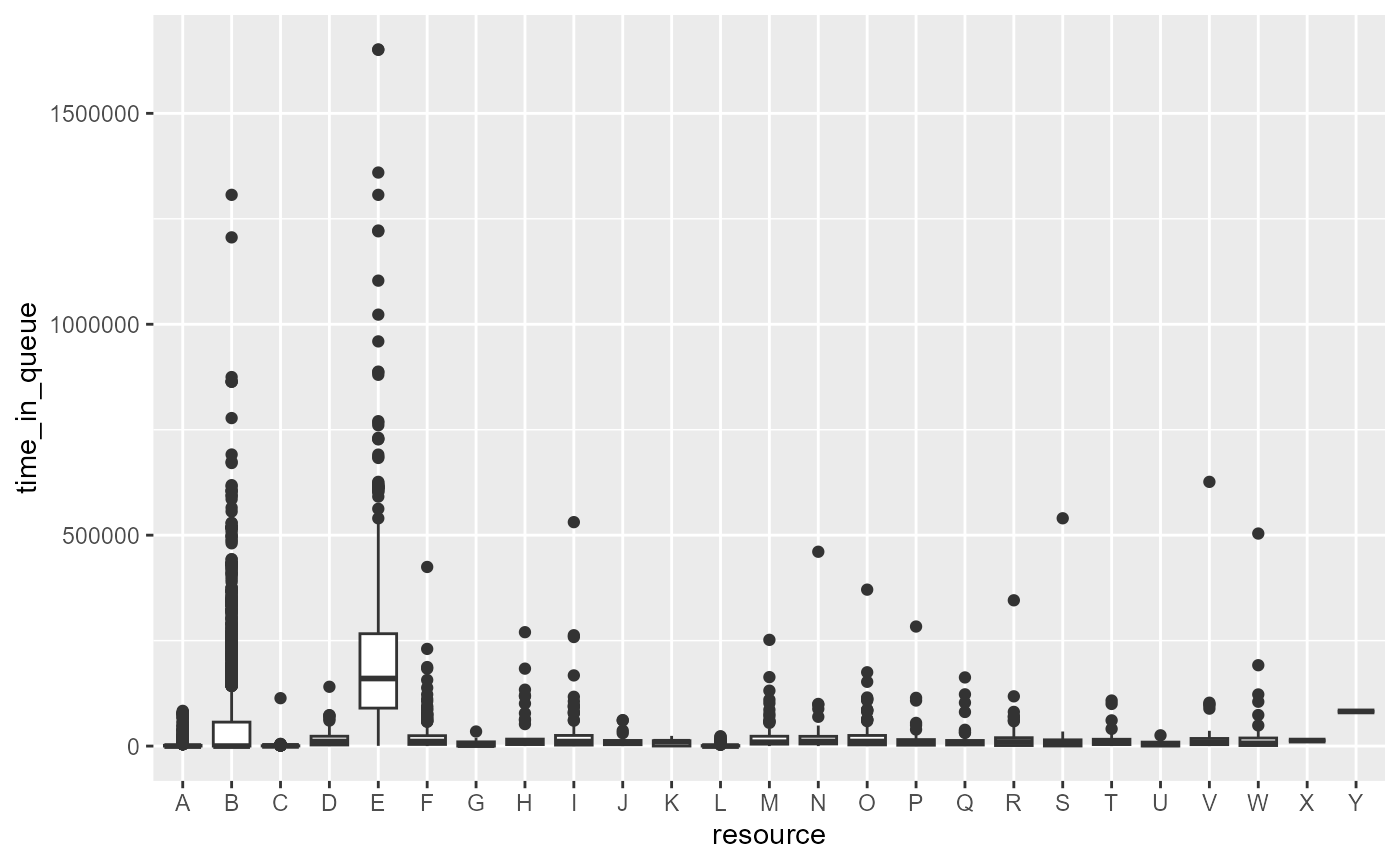 1500000
1000000
500000
0
time_in_queue
A B C D E F G H I J K L M N O P Q R S T U V W X Y
resource